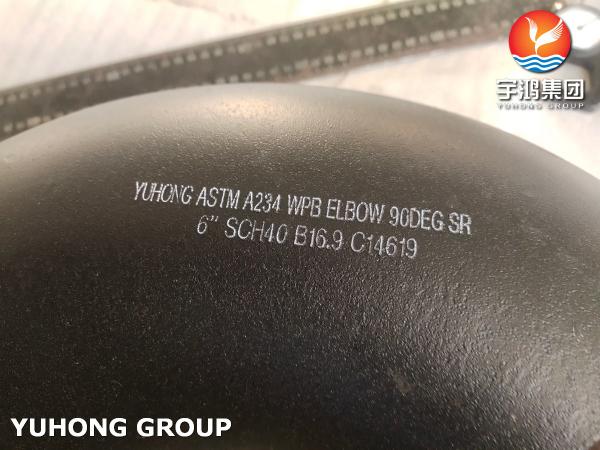 宇鸿集团
YUHONG GROUP
YUHONG ASTM A234 WPB ELBOW 90DEG SR
6" SCH40 B16.9 C14619
YUHONG GROUP